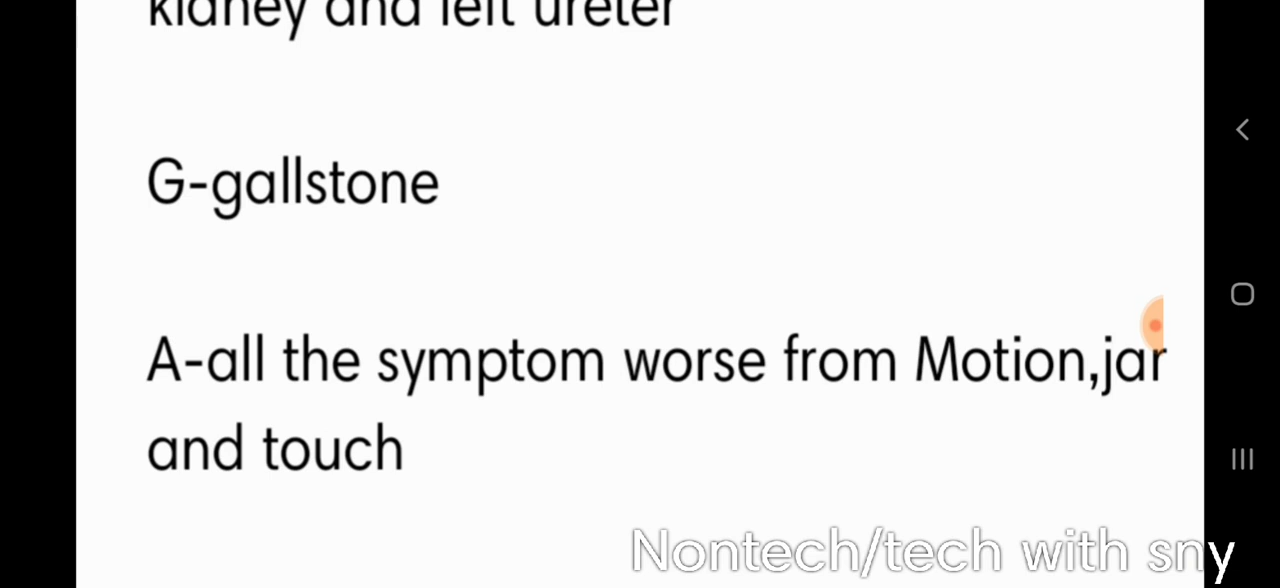 kidney and left ureter
G-gallstone
A-all the symptom worse from Motion,jar
and touch
Nontech/tech with sny